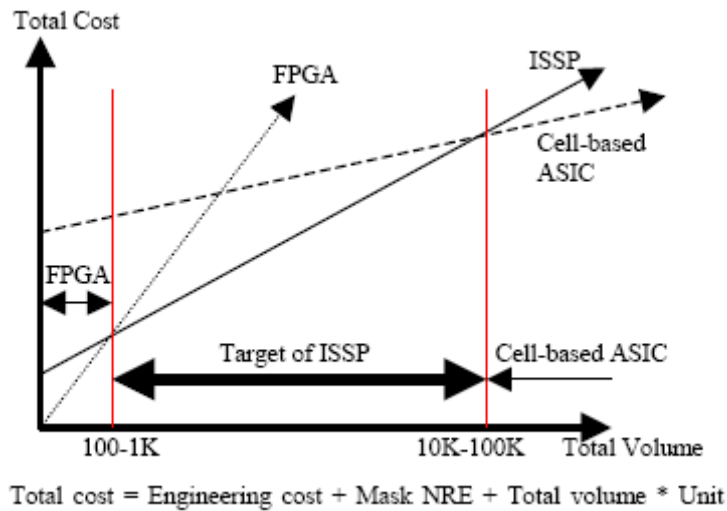 Total Cost
FPGA
ISSP
Cell-based
ASIC
FPGA
Target of ISSP
Cell-based ASIC
100-1K
10K-100K
Total Volume
Total cost = Engineering cost + Mask NRE + Total volume * Unit